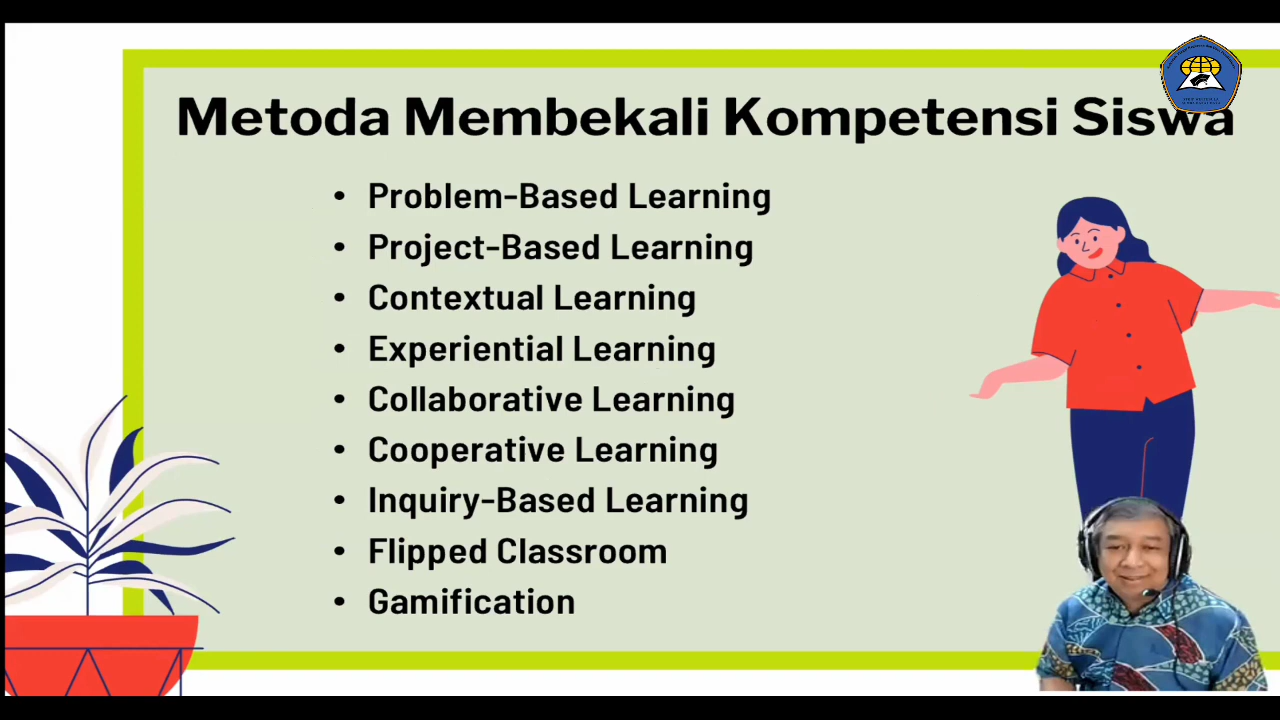 Metoda Membekali Kompetensi Siswa
• Problem-Based Learning
• Project-Based Learning
• Contextual Learning
• Experiential Learning
• Collaborative Learning
• Cooperative Learning
• Inquiry-Based Learning
• Flipped Classroom
• Gamification